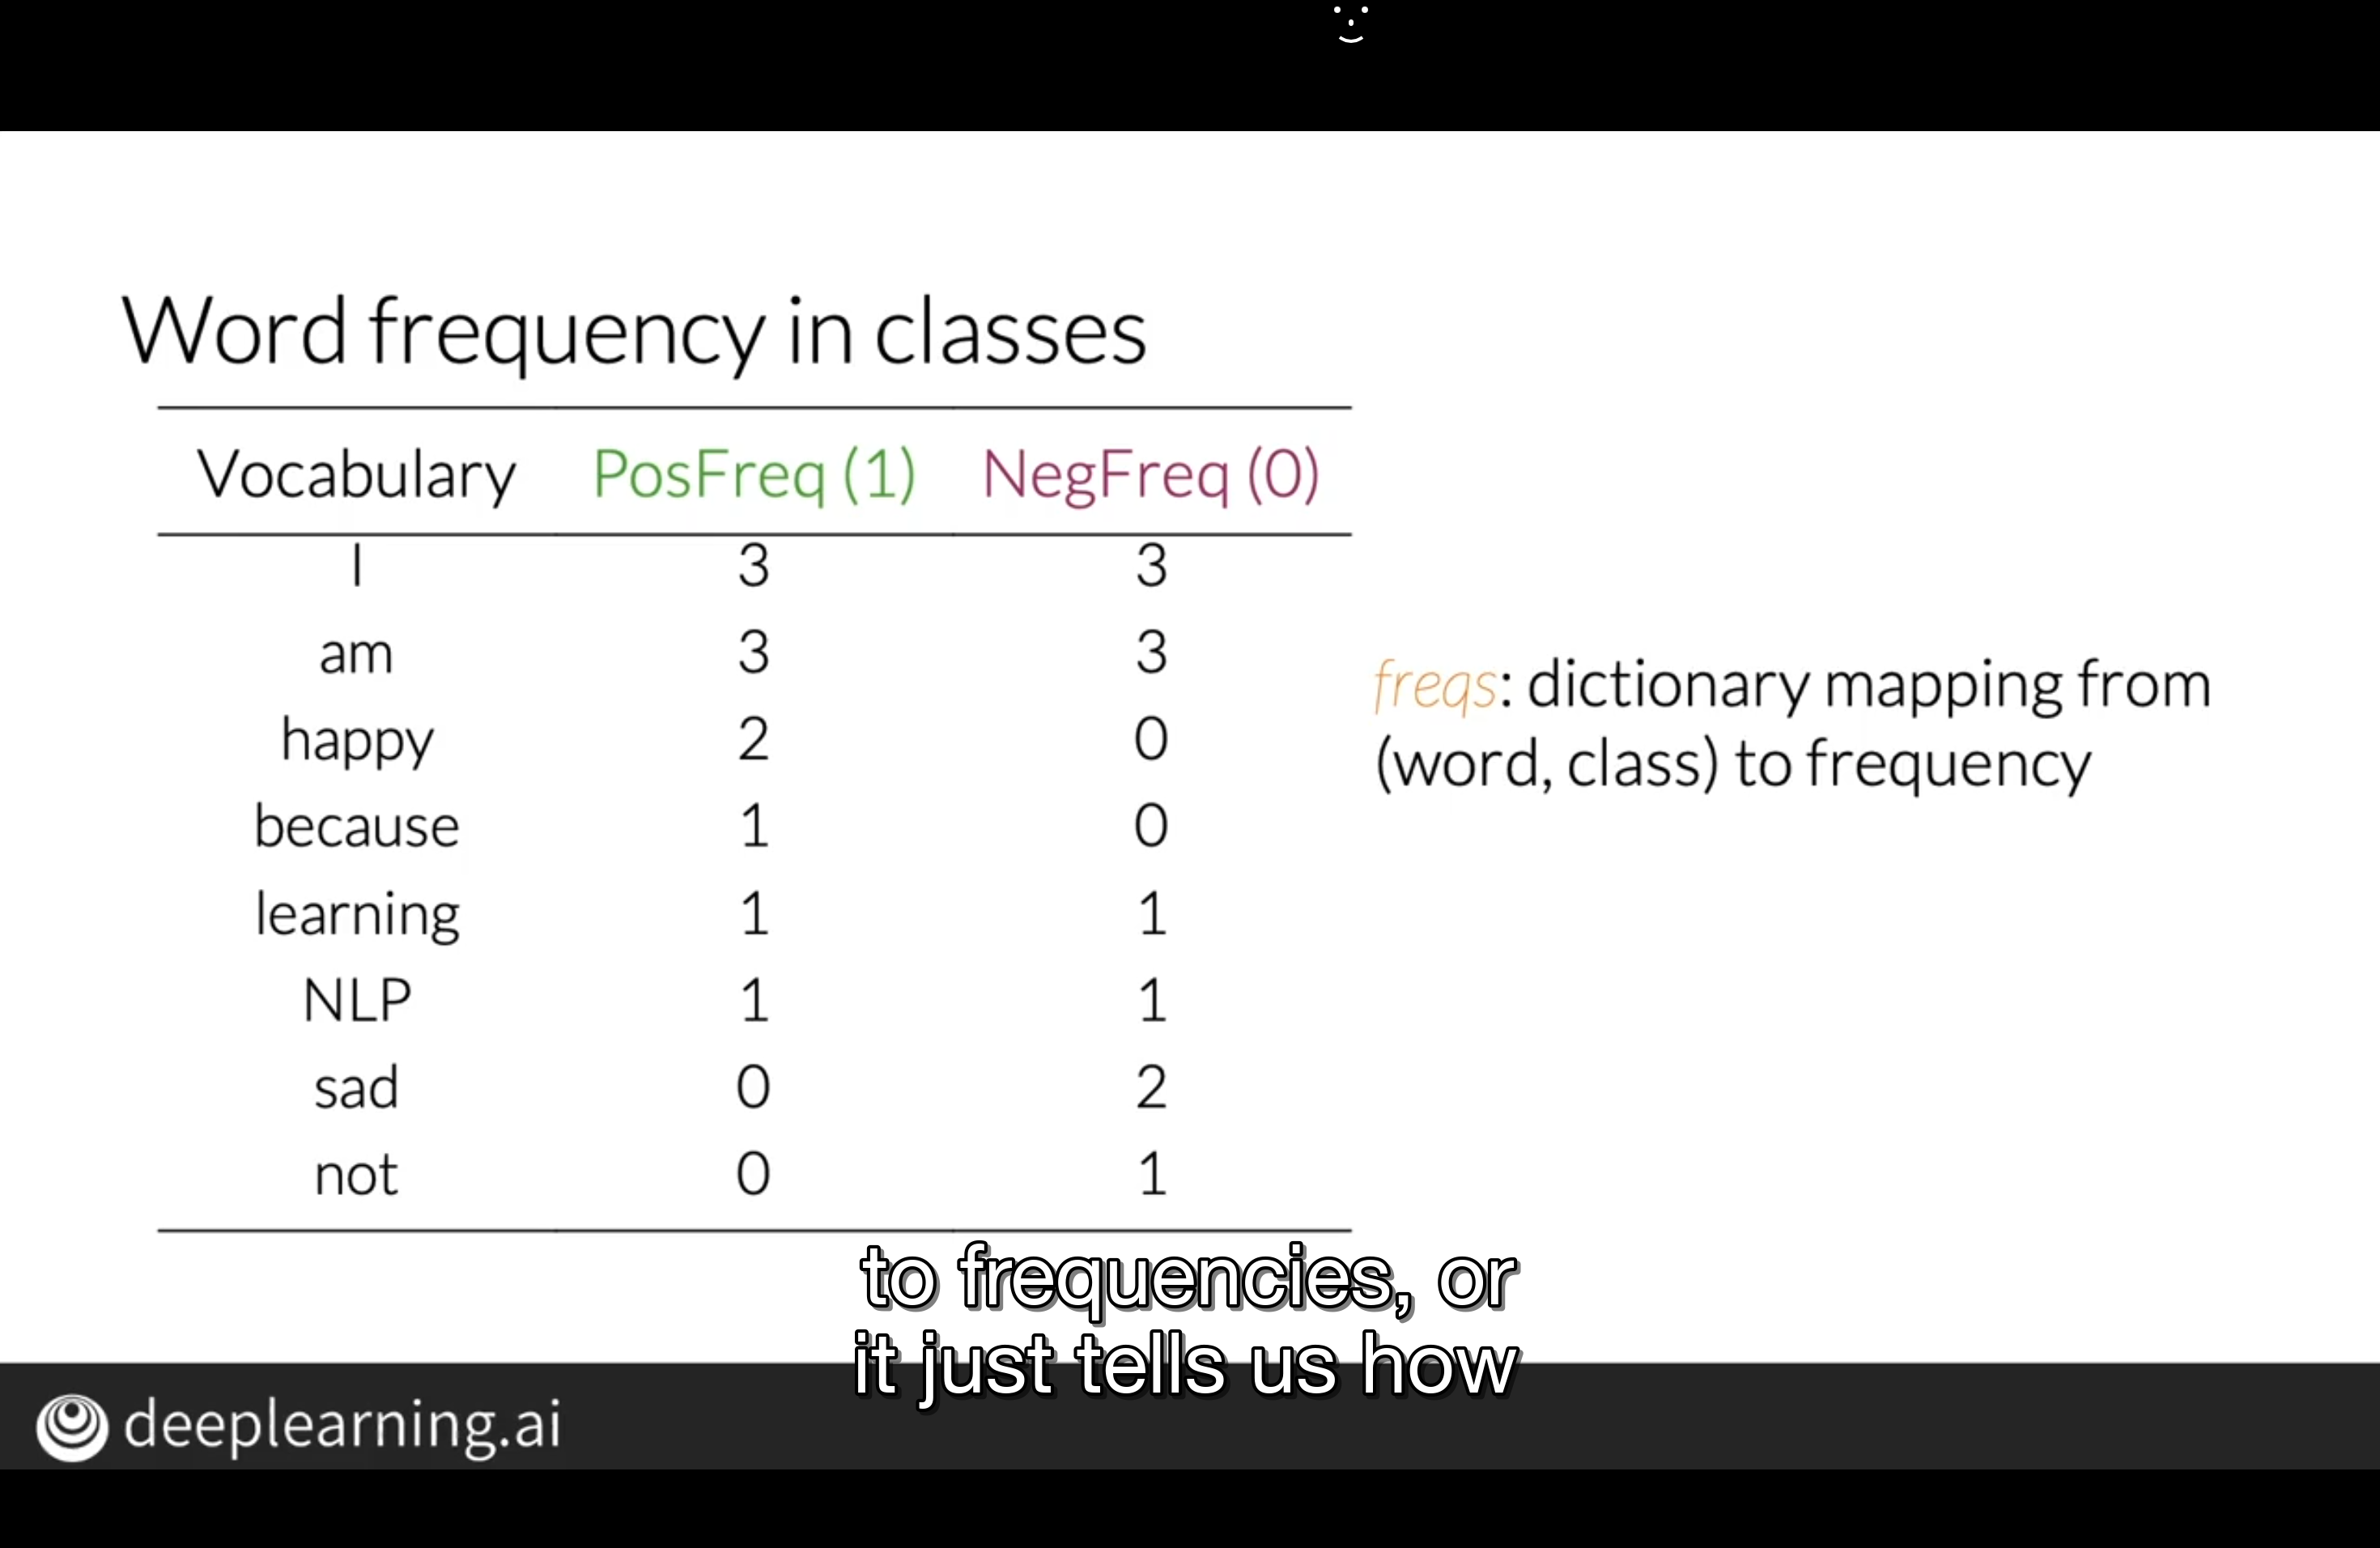 Word frequency in classes
Vocabulary PosFreq (1) NegFreq (0)
I 3 3
am 3 3
happy 2 0
because 1 0
learning 1 1
NLP 1 1
sad 0 2
not 0 1
freqs: dictionary mapping from
(word, class) to frequency
to frequencies, or
it just tells us how
deeplearning.ai